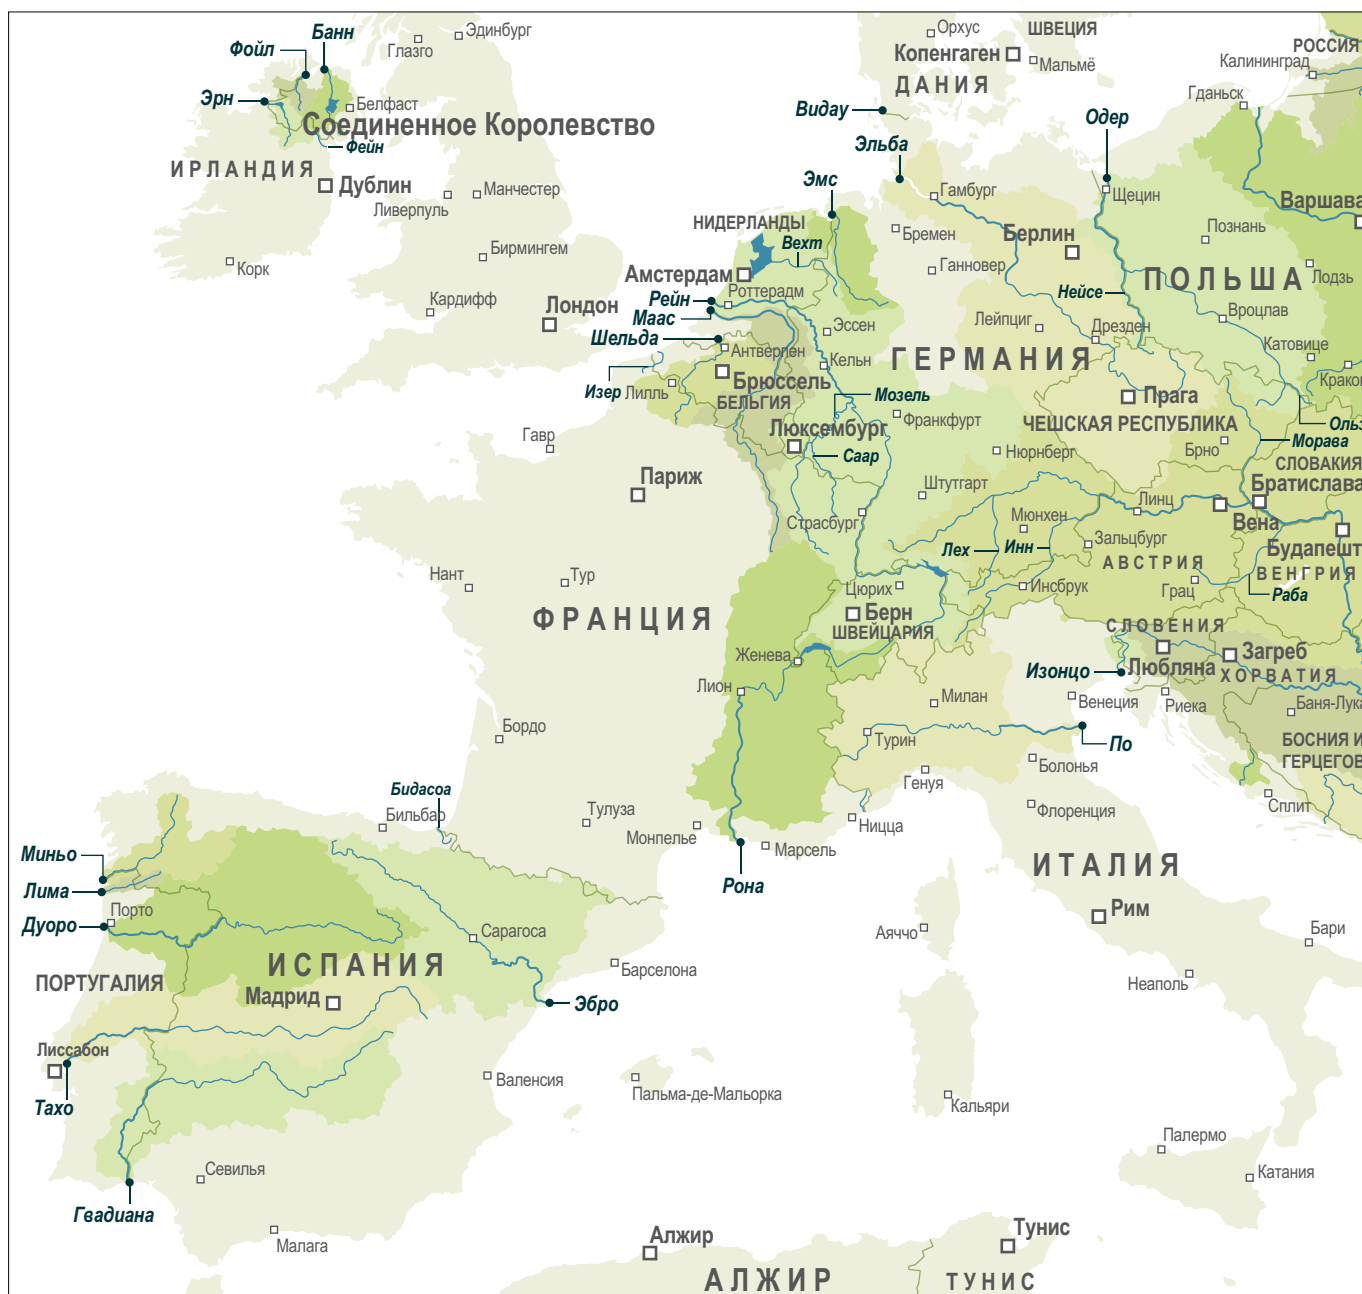 Банн
Эдинбург
Орхус
ШВЕЦИЯ
Фойл
Глазго
Копенгаген
Мальмё
РОССИЯ
Калининград
ДАНИЯ
Эрн
Белфаст
Видау
Гданьск
Соединенное Королевство
Одер
Фейн
Эльба
ИРЛАНДИЯ
Дублин
Манчестер
Эмс
Гамбург
Щецин
Варшава
Ливерпуль
НИДЕРЛАНДЫ
Бремен
Берлин
Познань
Бирмингем
Вехт
Корк
Амстердам
Ганновер
ПОЛЬША
Лодзь
Кардифф
Лондон
Рейн
Роттерадм
Нейсе
Маас
Эссен
Лейпциг
Дрезден
Вроцлав
Шельда
Антверпен
Кельн
ГЕРМАНИЯ
Катовице
Изер
Лилль
Брюссель
БЕЛЬГИЯ
Мозель
Прага
Краков
Гавр
Люксембург
Франкфурт
ЧЕШСКАЯ РЕСПУБЛИКА
Ольз
Саар
Нюрнберг
Брно
Морава
СЛОВАКИЯ
Париж
Штутгарт
Линц
Братислава
Страсбург
Мюнхен
Зальцбург
Вена
Лех
Инн
Будапешт
Нант
Тур
АВСТРИЯ
ВЕНГРИЯ
Цюрих
Инсбрук
Грац
Раба
ФРАНЦИЯ
Берн
ШВЕЙЦАРИЯ
СЛОВЕНИЯ
Женева
Изонцо
Любляна
Загреб
ХОРВАТИЯ
Лион
Милан
Венеция
Риека
Баня-Лука
Бордо
Турин
По
БОСНИЯ И
ГЕРЦЕГОВ
Болонья
Генуя
Бидасоа
Бильбар
Тулуза
Монпелье
Ницца
Флоренция
Сплит
Миньо
Марсель
ИТАЛИЯ
Лима
Рона
Порто
Рим
Дуоро
Сарагоса
Аяччо
Бари
ИСПАНИЯ
ПОРТУГАЛИЯ
Барселона
Неаполь
Мадрид
Эбро
Лиссабон
Валенсия
Пальма-де-Мальорка
Тахо
Кальяри
Палермо
Севилья
Катания
Гвадиана
Малага
Алжир
Тунис
АЛЖИР
ТУНИС